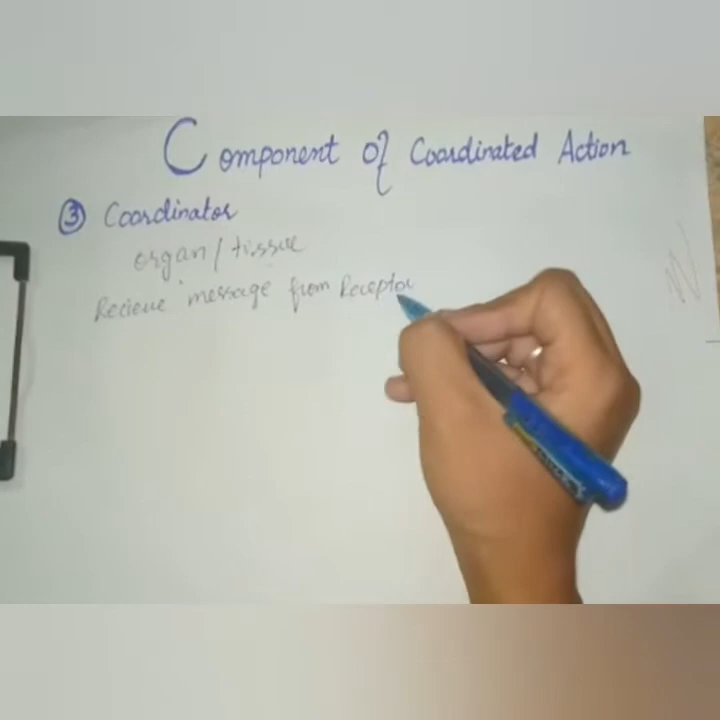 Component of Coordinated Action
③ Coordinator
organ/tissue
Recieve message from Receptor